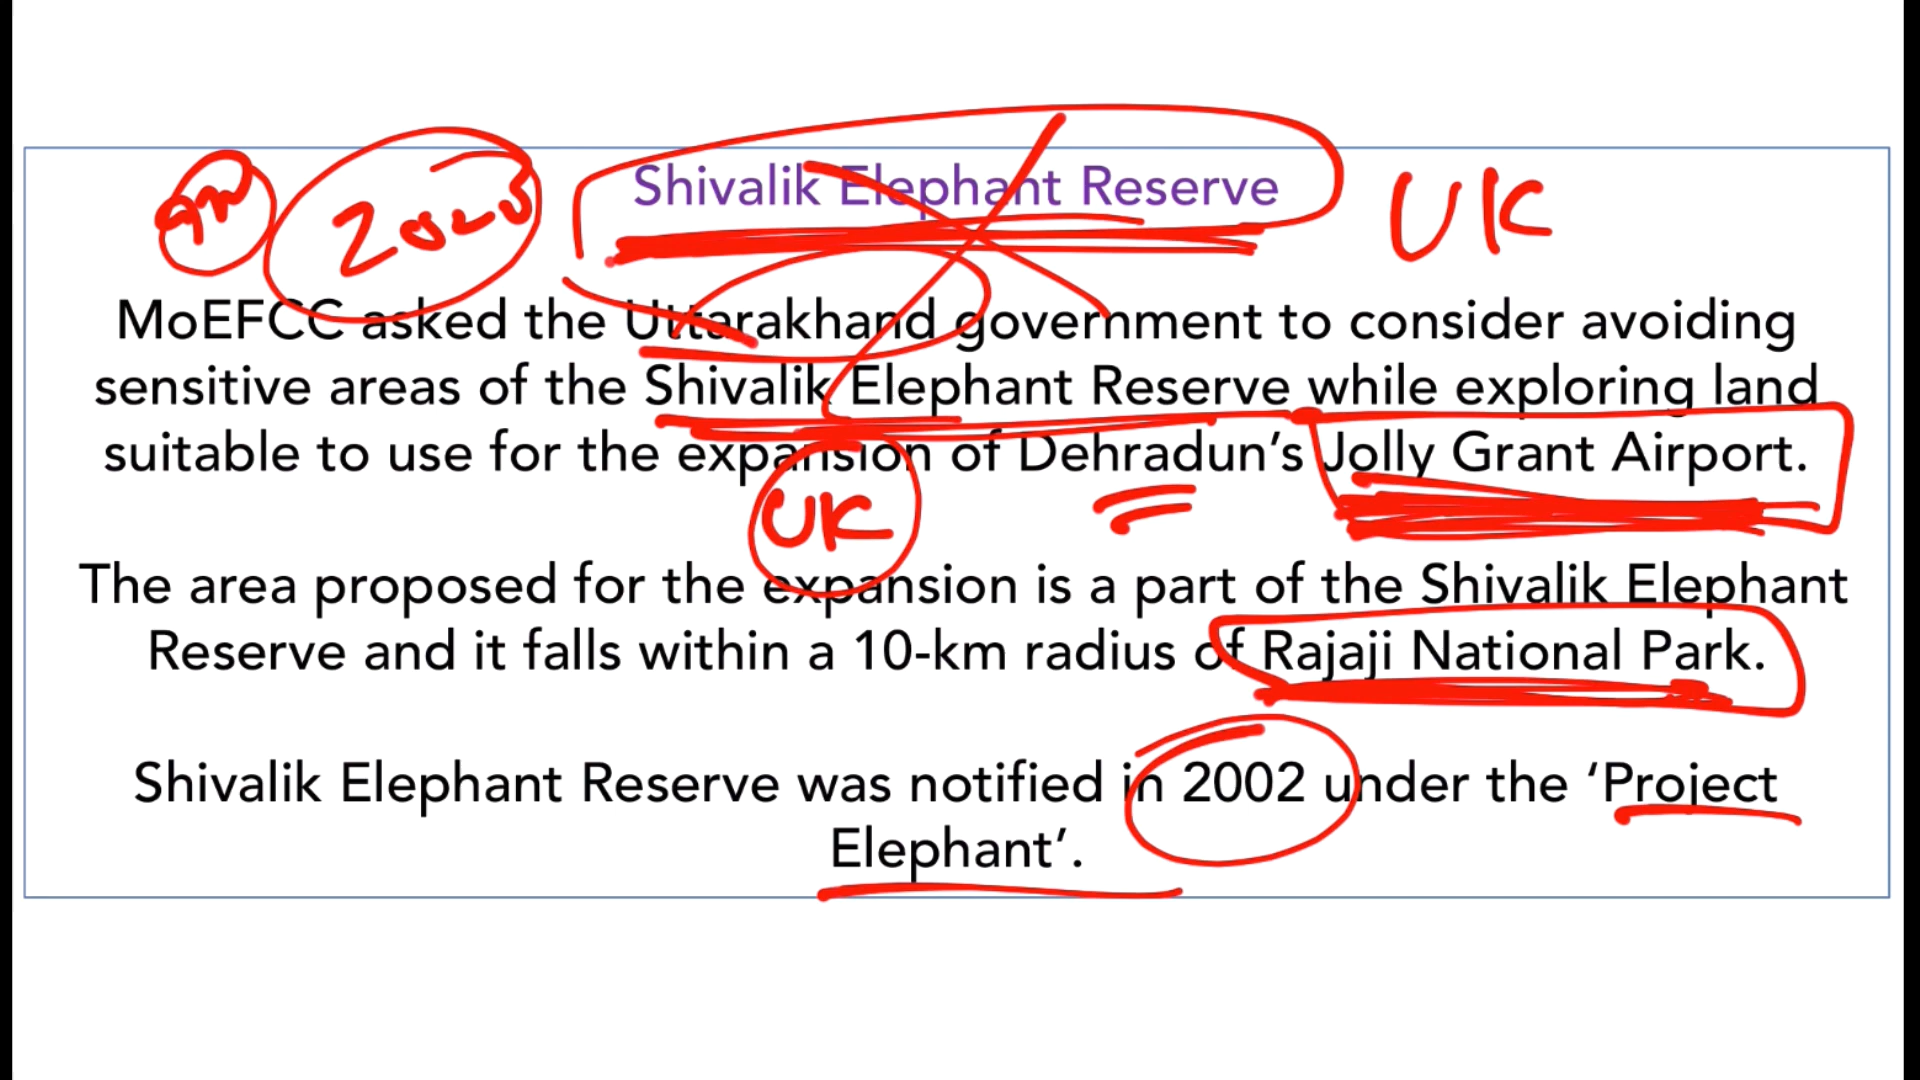 Shivalik Elephant Reserve
UK
MoEFCC asked the Uttarakhand government to consider avoiding
sensitive areas of the Shivalik Elephant Reserve while exploring land
suitable to use for the expansion of Dehradun’s Jolly Grant Airport.
UK
The area proposed for the expansion is a part of the Shivalik Elephant
Reserve and it falls within a 10-km radius of Rajaji National Park.
Shivalik Elephant Reserve was notified in 2002 under the ‘Project
Elephant’.